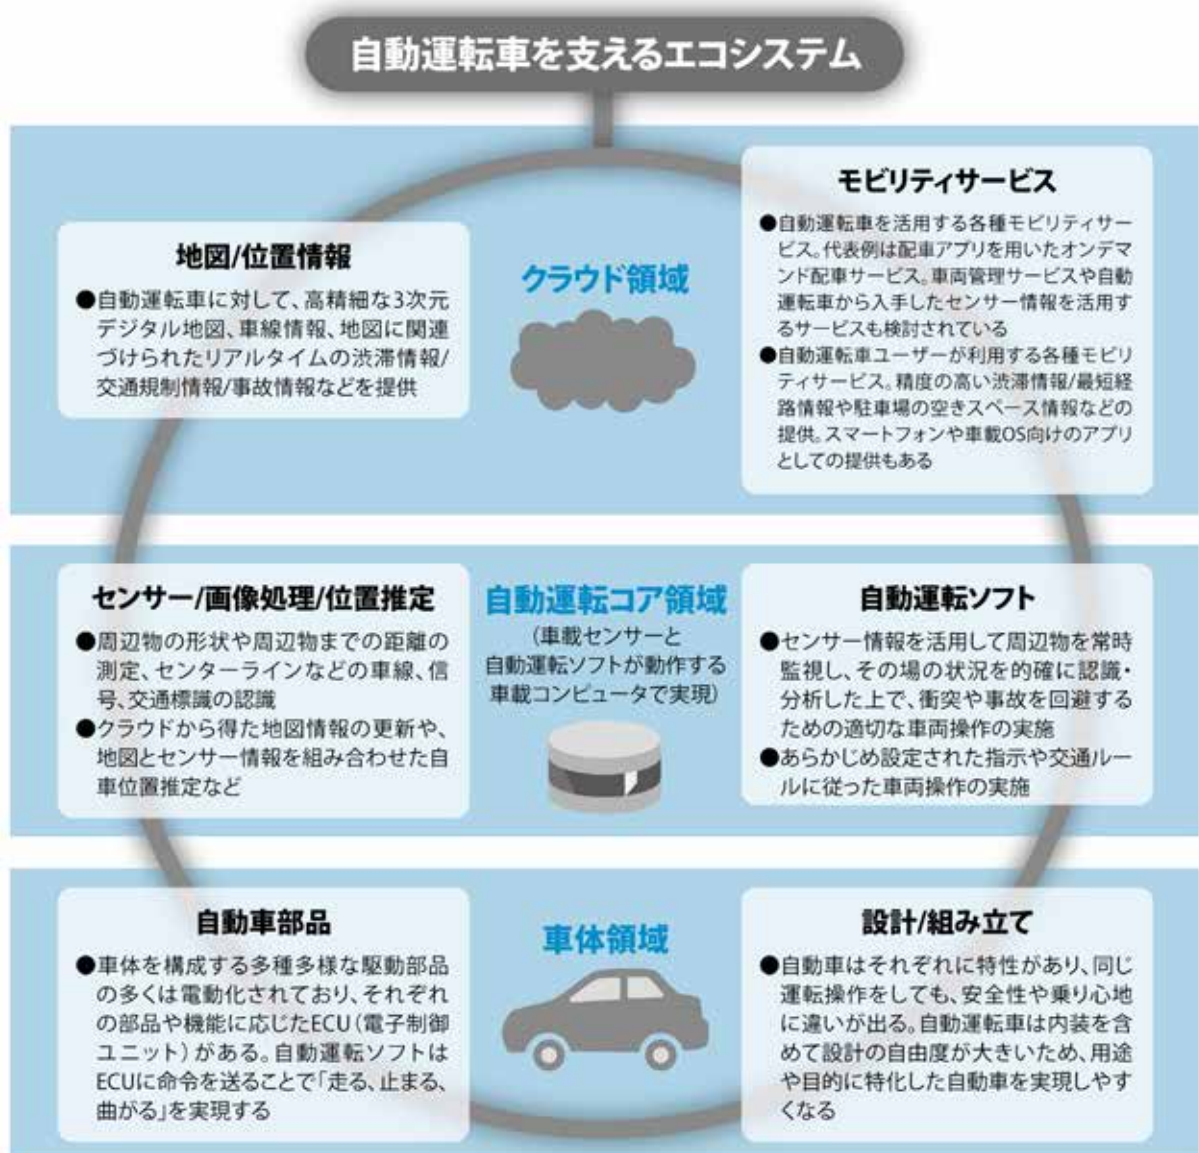 自動運転車を支えるエコシステム
地図/位置情報
●自動運転車に対して、高精細な3次元
デジタル地図、車線情報、地図に関連
づけられたリアルタイムの渋滞情報/
交通規制情報/事故情報などを提供
クラウド領域
モビリティサービス
●自動運転車を活用する各種モビリティサー
ビス。代表例は配車アプリを用いたオンデマ
ンド配車サービス。車両管理サービスや自動
運転車から入手したセンサー情報を活用す
るサービスも検討されている
●自動運転車ユーザーが利用する各種モビリ
ティサービス。精度の高い渋滞情報/最短経
路情報や駐車場の空きスペース情報などの
提供。スマートフォンや車載OS向けのアプリ
としての提供もある
センサー/画像処理/位置推定
●周辺物の形状や周辺物までの距離の
測定、センターラインなどの車線、信
号、交通標識の認識
●クラウドから得た地図情報の更新や、
地図とセンサー情報を組み合わせた自
車位置推定など
自動運転コア領域
(車載センサーと
自動運転ソフトが動作する
車載コンピュータで実現)
自動運転ソフト
●センサー情報を活用して周辺物を常時
監視し、その場の状況を的確に認識・
分析した上で、衝突や事故を回避する
ための適切な車両操作の実施
●あらかじめ設定された指示や交通ルー
ルに従った車両操作の実施
自動車部品
●車体を構成する多種多様な駆動部品
の多くは電動化されており、それぞれ
の部品や機能に応じたECU(電子制御
ユニット)がある。自動運転ソフトは
ECUに命令を送ることで「走る、止まる、
曲がる」を実現する
車体領域
設計/組み立て
●自動車はそれぞれに特性があり、同じ
運転操作をしても、安全性や乗り心地
に違いが出る。自動運転車は内装を含
めて設計の自由度が大きいため、用途
や目的に特化した自動車を実現しやす
くなる